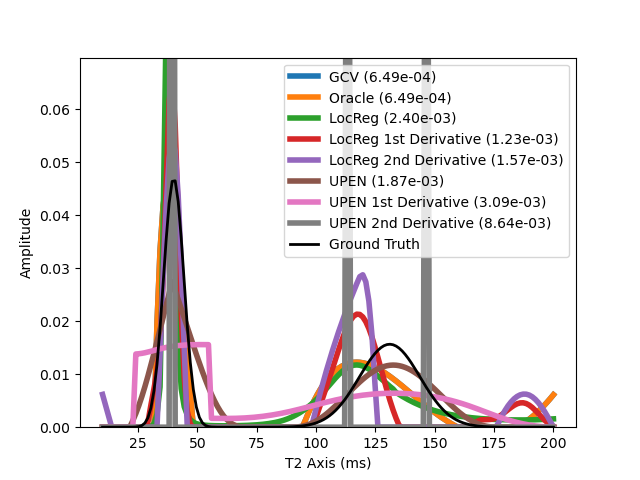 GCV (6.49e-04)
Oracle (6.49e-04)
LocReg (2.40e-03)
LocReg 1st Derivative (1.23e-03)
LocReg 2nd Derivative (1.57e-03)
UPEN (1.87e-03)
UPEN 1st Derivative (3.09e-03)
UPEN 2nd Derivative (8.64e-03)
Ground Truth
Amplitude
0.06
0.05
0.04
0.03
0.02
0.01
0.00
25 50 75 100 125 150 175 200
T2 Axis (ms)